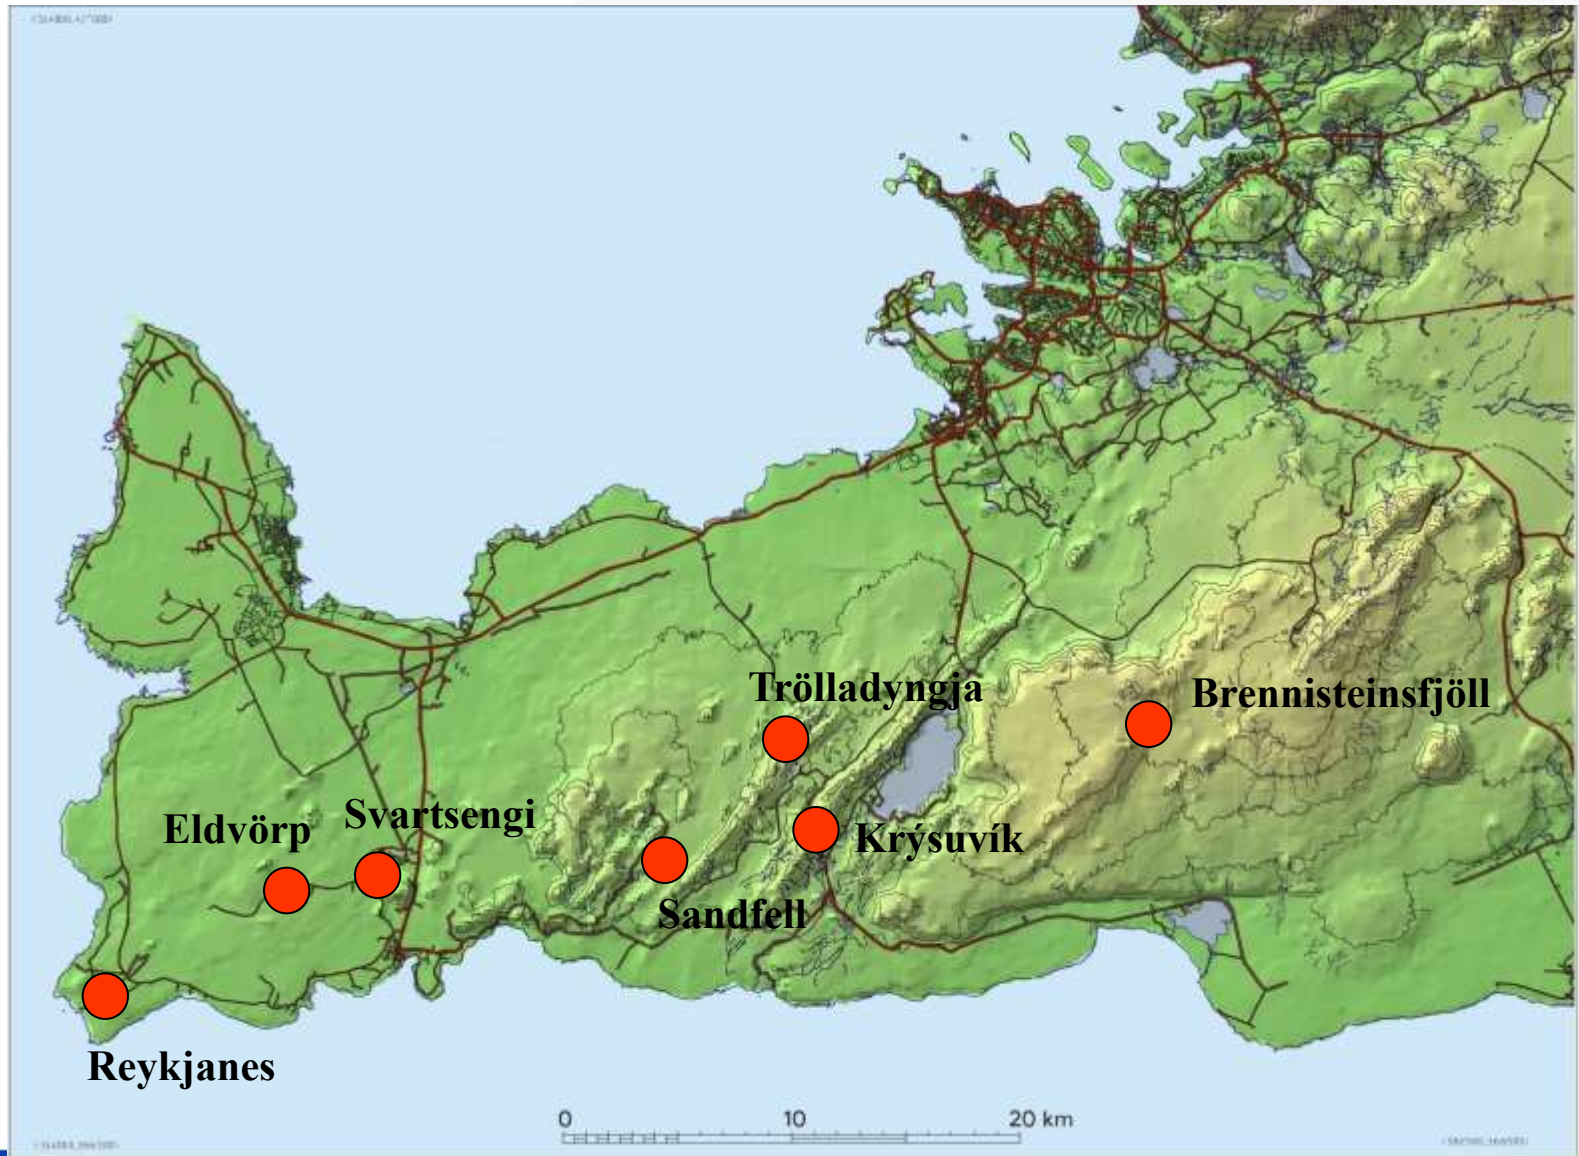 Trölladyngja
Brennisteinsfjöll
Svartsengi
Eldvörp
Krýsuvík
Sandfell
Reykjanes
0 10 20 km